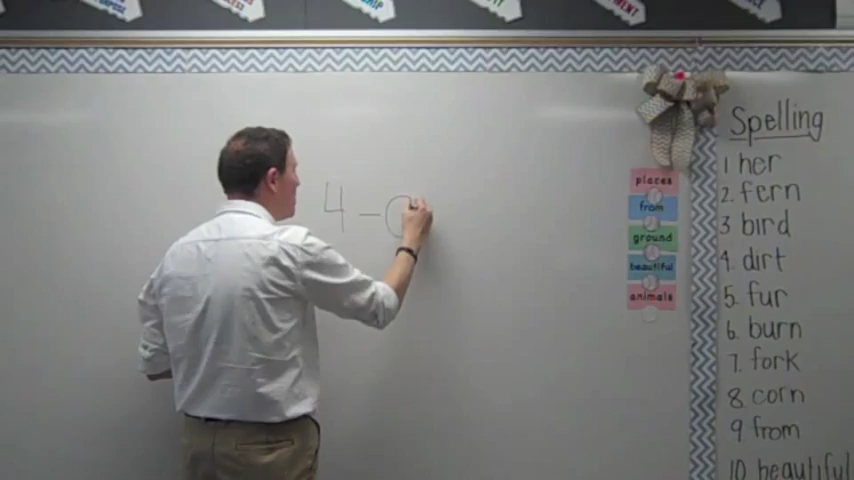 4 - 0
places
from
ground
beautiful
animals
Spelling
1 her
2. fern
3 bird
4. dirt
5. fur
6. burn
7. fork
8 corn
9 from
10 beautiful